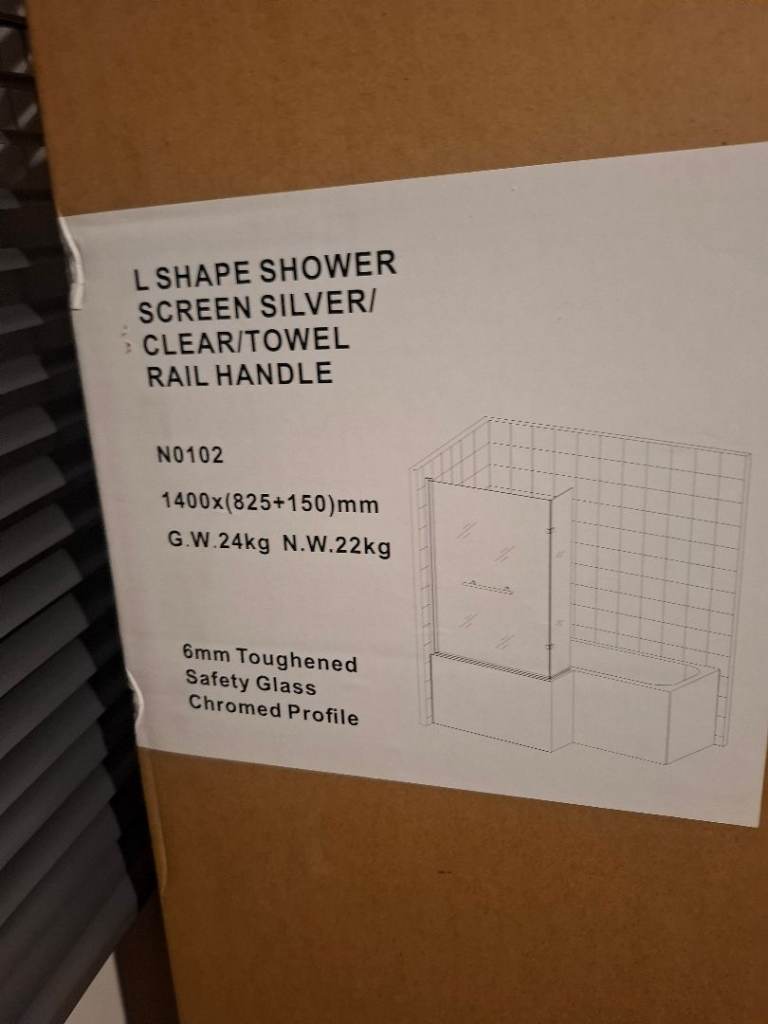 L SHAPE SHOWER
SCREEN SILVER/
CLEAR/TOWEL
RAIL HANDLE
N0102
1400x(825+150)mm
G.W.24kg N.W.22kg
6mm Toughened
Safety Glass
Chromed Profile